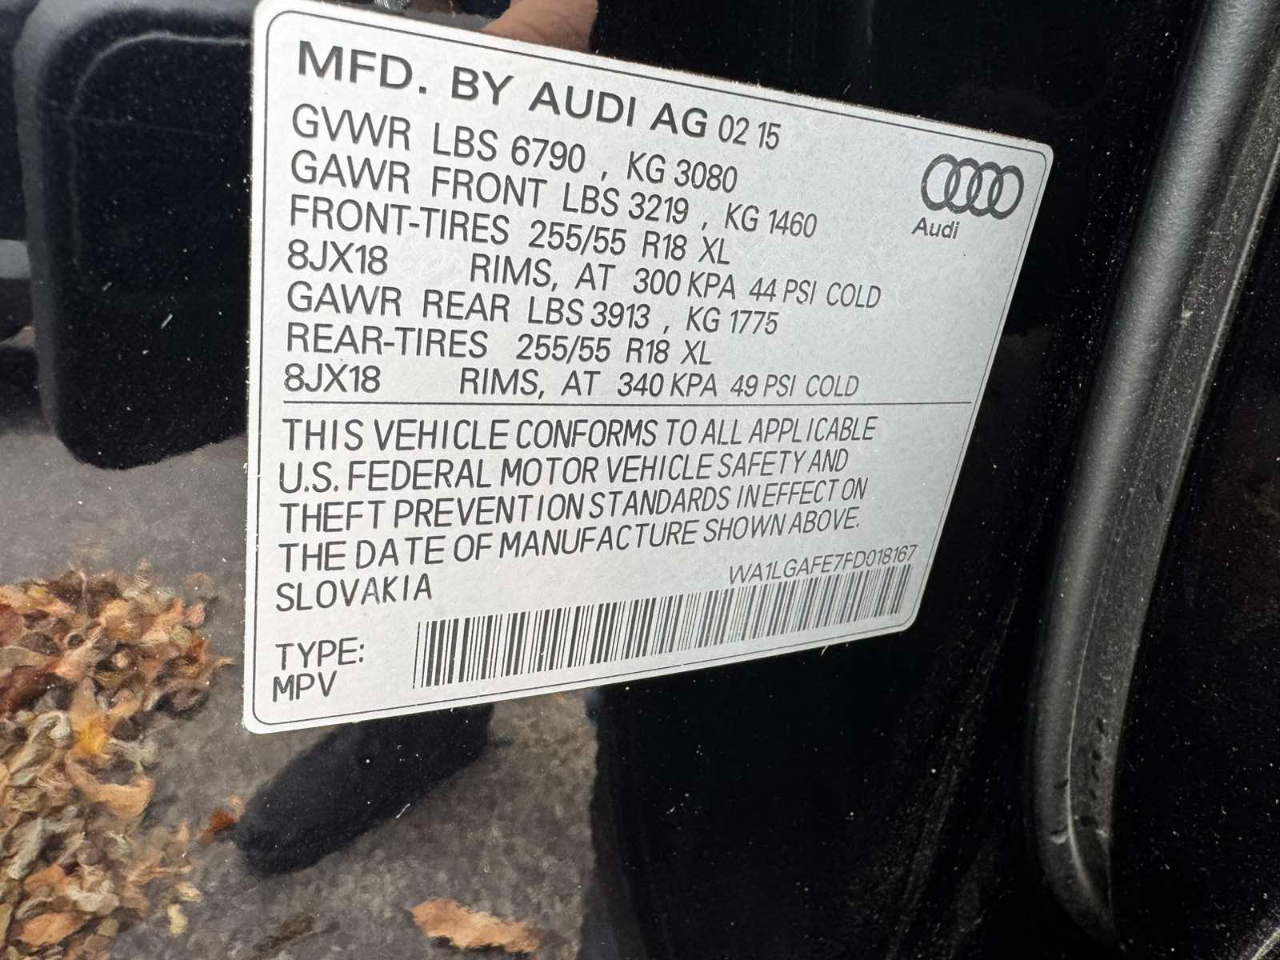 MFD. BY AUDI AG 02 15
GVWR LBS 6790 , KG 3080
GAWR FRONT LBS 3219 , KG 1460
FRONT-TIRES 255/55 R18 XL
8JX18 RIMS, AT 300 KPA 44 PSI COLD
GAWR REAR LBS 3913 , KG 1775
REAR-TIRES 255/55 R18 XL
8JX18 RIMS, AT 340 KPA 49 PSI COLD
Audi
THIS VEHICLE CONFORMS TO ALL APPLICABLE
U.S. FEDERAL MOTOR VEHICLE SAFETY AND
THEFT PREVENTION STANDARDS IN EFFECT ON
THE DATE OF MANUFACTURE SHOWN ABOVE.
SLOVAKIA
WA1LGAFE7FD018167
TYPE:
MPV